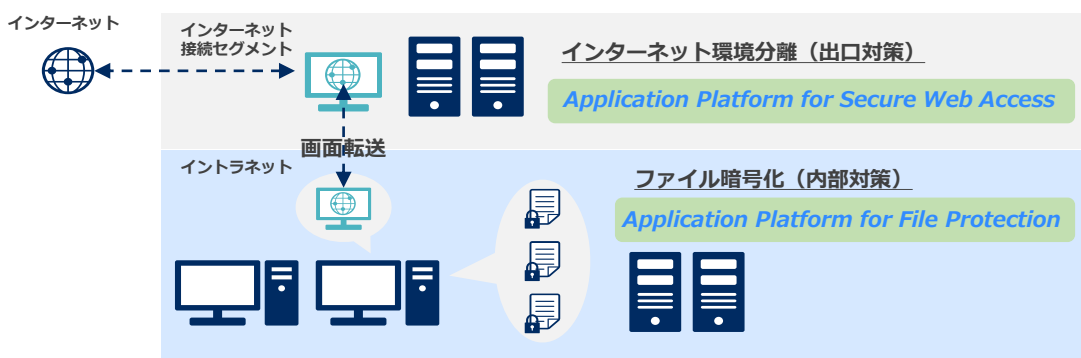 インターネット
インターネット
接続セグメント
インターネット環境分離（出口対策）
Application Platform for Secure Web Access
画面転送
イントラネット
ファイル暗号化（内部対策）
Application Platform for File Protection